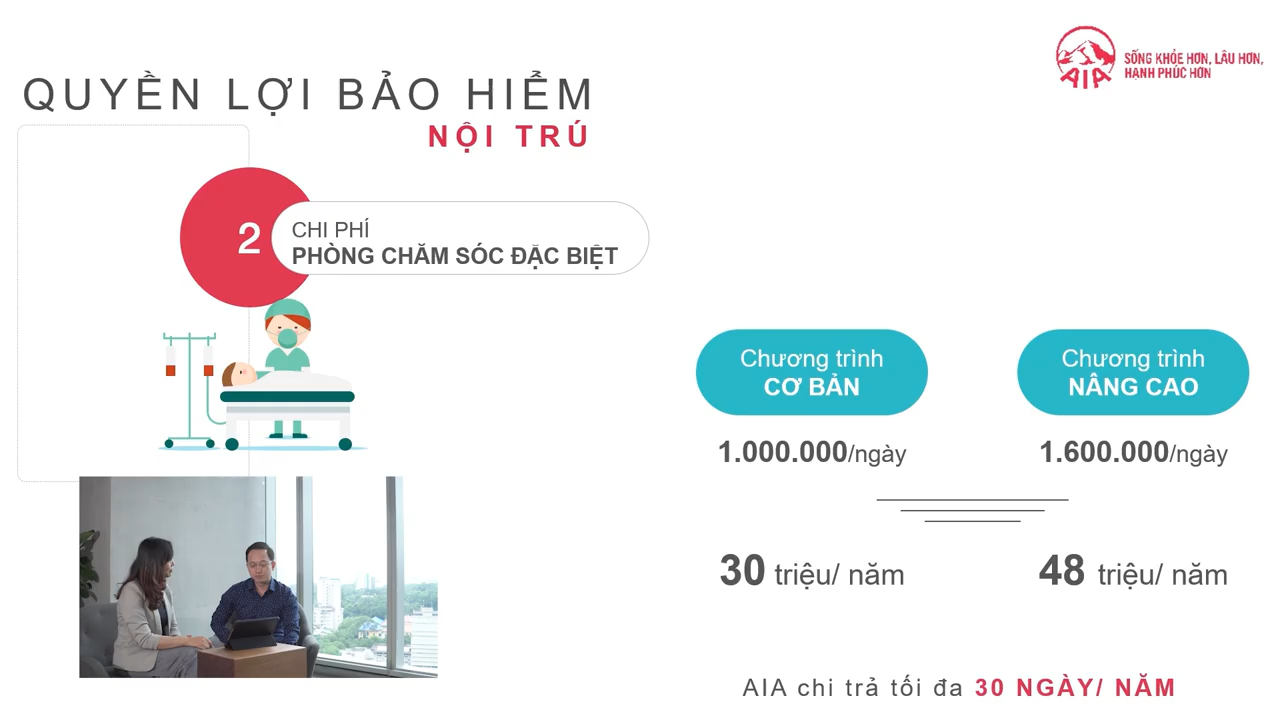 AIA
SỐNG KHỎE HƠN, LÂU HƠN,
HẠNH PHÚC HƠN
QUYỀN LỢI BẢO HIỂM
NỘI TRÚ
2
CHI PHÍ
PHÒNG CHĂM SÓC ĐẶC BIỆT
Chương trình
CƠ BẢN
Chương trình
NÂNG CAO
1.000.000/ngày
1.600.000/ngày
30 triệu/ năm
48 triệu/ năm
AIA chi trả tối đa 30 NGÀY/ NĂM